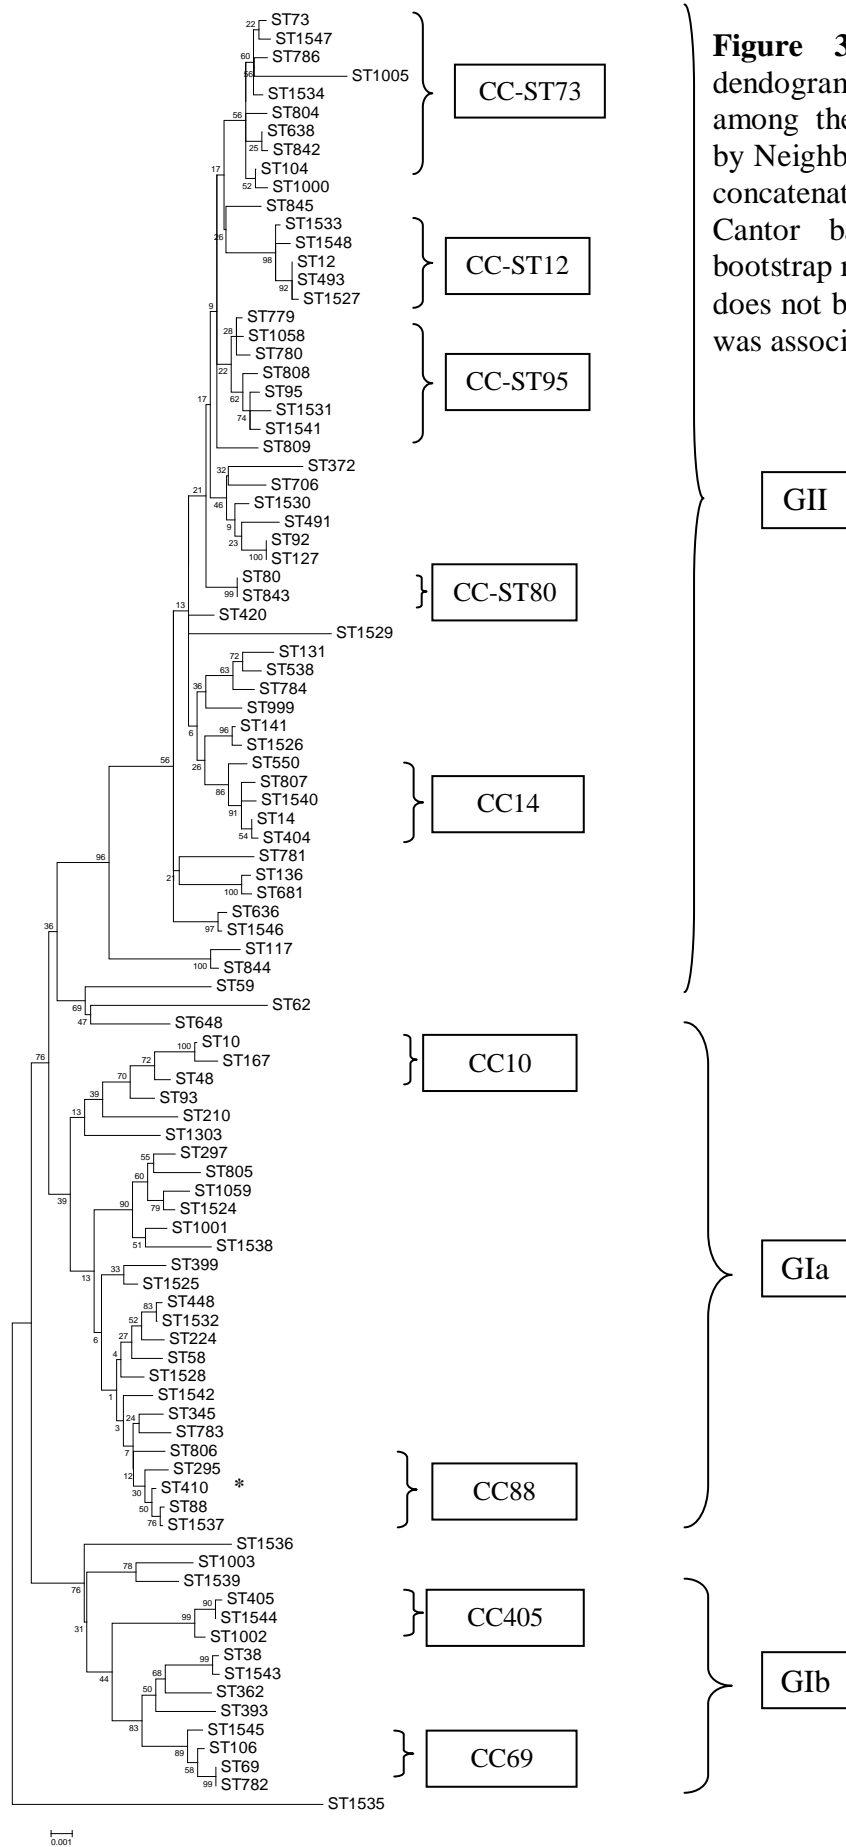 Figure 3
dendogram
among the
by Neighb
concatenat
Cantor ba
bootstrap
does not b
was associ
ST73
22
ST1547
ST786
60
ST1005
56
ST1534
ST804
56
ST638
25
ST842
ST104
52
ST1000
CC-ST73
17
ST845
26
ST1533
ST1548
98
ST12
ST493
92
ST1527
CC-ST12
9
ST779
28
ST1058
ST780
22
ST808
62
ST95
ST1531
74
ST1541
CC-ST95
ST809
17
ST372
32
ST706
46
ST1530
9
ST491
23
ST92
100
ST127
21
ST80
99
ST843
CC-ST80
13
ST420
ST1529
ST131
72
ST538
63
ST784
36
ST999
6
ST141
96
ST1526
26
ST550
86
ST807
ST1540
91
ST14
54
ST404
CC14
56
ST781
21
ST136
100
ST681
ST636
97
ST1546
96
ST117
100
ST844
36
ST59
69
ST62
47
ST648
GII
76
ST10
100
ST167
72
ST48
CC10
70
ST93
39
ST210
13
ST1303
39
ST297
55
ST805
60
ST1059
79
ST1524
90
ST1001
51
ST1538
13
ST399
33
ST1525
6
ST448
83
ST1532
52
ST224
27
ST58
4
ST1528
1
ST1542
3
ST345
24
ST783
7
ST806
12
ST295
30
ST410 *
50
ST88
76
ST1537
CC88
GIa
ST1536
76
ST1003
78
ST1539
31
ST405
90
ST1544
99
ST1002
CC405
44
ST38
99
ST1543
68
ST362
50
ST393
83
ST1545
89
ST106
58
ST69
99
ST782
CC69
GIb
ST1535
0.001